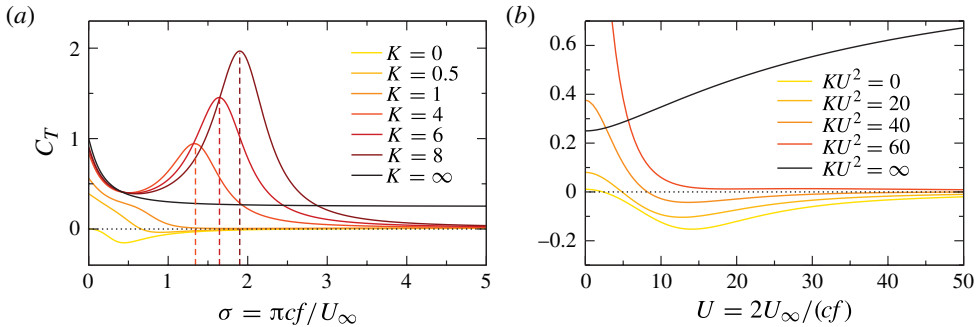 (a)
2
1
0
C_T
K = 0
K = 0.5
K = 1
K = 4
K = 6
K = 8
K = ∞
0 1 2 3 4 5
σ = πcf/U∞
(b)
0.6
0.4
0.2
0
−0.2
KU² = 0
KU² = 20
KU² = 40
KU² = 60
KU² = ∞
0 10 20 30 40 50
U = 2U∞/(cf)